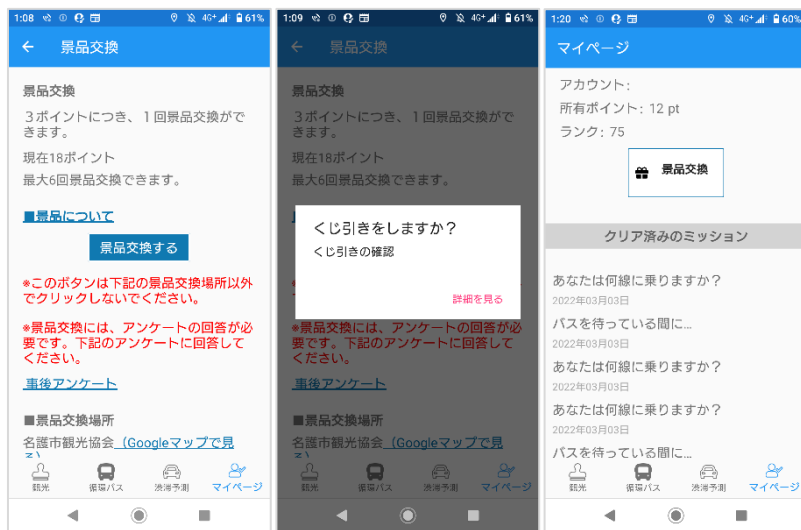 1:08
4G+
61%
景品交換
景品交換
3ポイントにつき、1回景品交換がで
きます。
現在18ポイント
最大6回景品交換できます。
■景品について
景品交換する
*このボタンは下記の景品交換場所以外
でクリックしないでください。
*景品交換には、アンケートの回答が必
要です。下記のアンケートに回答して
ください。
事後アンケート
■景品交換場所
名護市観光協会（Googleマップで見
る）
観光
循環バス
渋滞予測
マイページ
1:09
4G+
61%
景品交換
景品交換
3ポイントにつき、1回景品交換がで
きます。
現在18ポイント
最大6回景品交換できます。
くじ引きをしますか？
くじ引きの確認
詳細を見る
*景品交換には、アンケートの回答が必
要です。下記のアンケートに回答して
ください。
事後アンケート
■景品交換場所
名護市観光協会（Googleマップで見
る）
観光
循環バス
渋滞予測
マイページ
1:20
4G+
60%
マイページ
アカウント:
所有ポイント: 12 pt
ランク: 75
景品交換
クリア済みのミッション
あなたは何線に乗りますか？
2022年03月03日
バスを待っている間に...
2022年03月03日
あなたは何線に乗りますか？
2022年03月03日
あなたは何線に乗りますか？
2022年03月03日
バスを待っている間に...
観光
循環バス
渋滞予測
マイページ